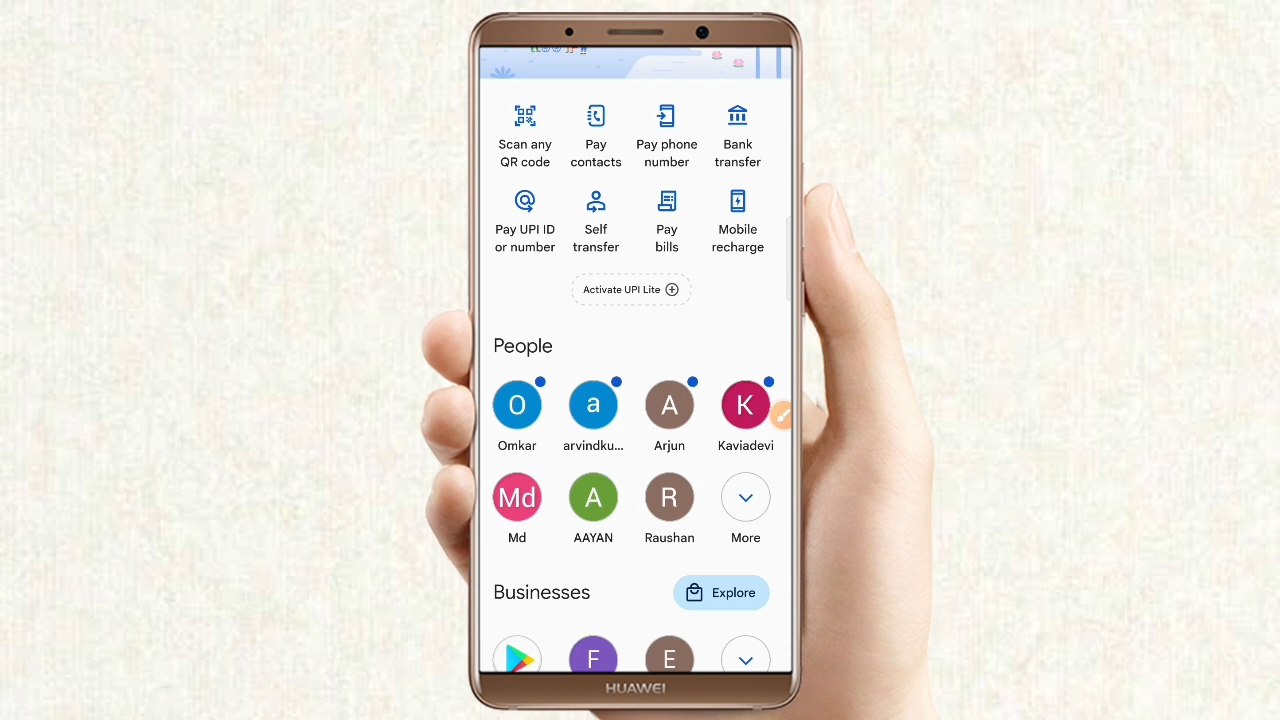 Scan any
QR code
Pay
contacts
Pay phone
number
Bank
transfer
Pay UPI ID
or number
Self
transfer
Pay
bills
Mobile
recharge
Activate UPI Lite
People
O
a
A
K
Omkar
arvindku...
Arjun
Kaviadevi
Md
A
R
Md
AAYAN
Raushan
More
Businesses
Explore
F
E
HUAWEI